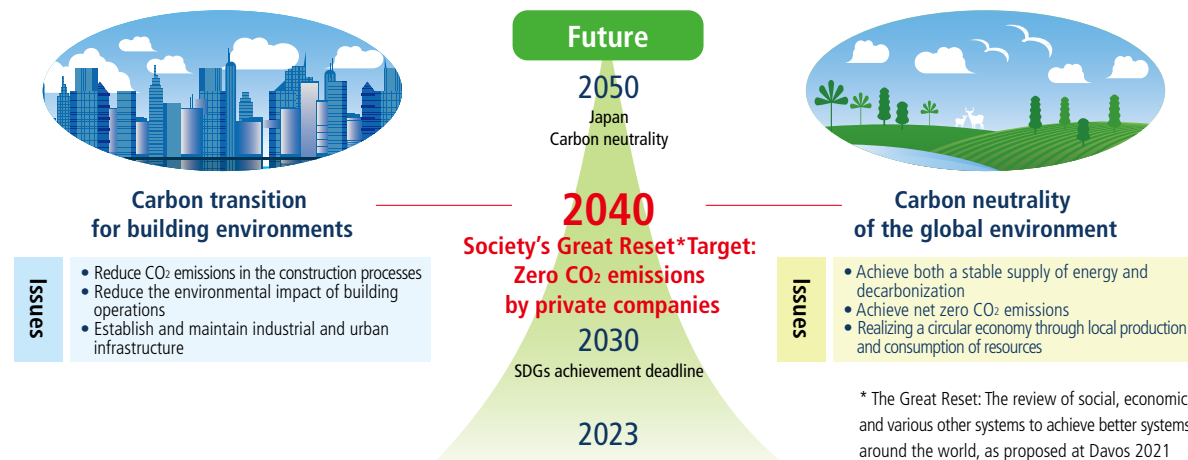 Future
2050
Japan
Carbon neutrality
Carbon transition
for building environments
Issues
• Reduce CO2 emissions in the construction processes
• Reduce the environmental impact of building
operations
• Establish and maintain industrial and urban
infrastructure
2040
Society's Great Reset*Target:
Zero CO2 emissions
by private companies
2030
SDGs achievement deadline
2023
Carbon neutrality
of the global environment
Issues
• Achieve both a stable supply of energy and
decarbonization
• Achieve net zero CO2 emissions
• Realizing a circular economy through local production
and consumption of resources
* The Great Reset: The review of social, economic
and various other systems to achieve better systems
around the world, as proposed at Davos 2021